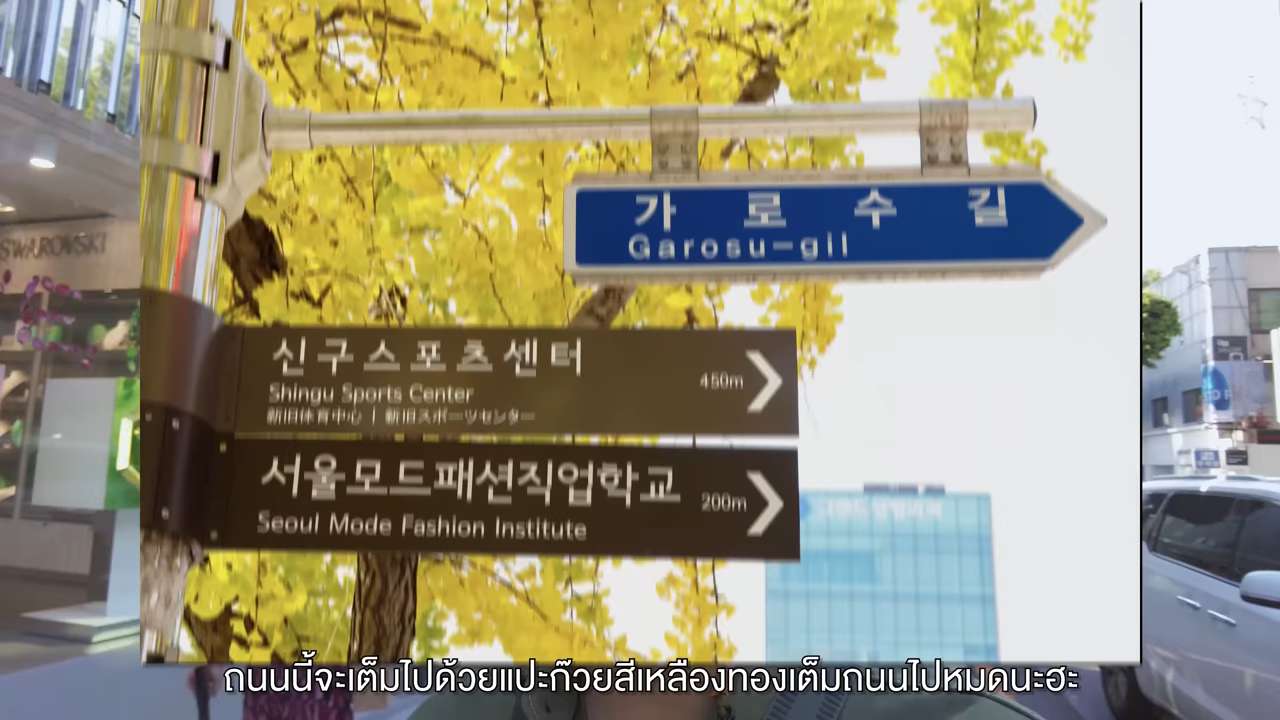 SWAROVSKI
가로수길
Garosu-gil
신구스포츠센터
450m
Shingu Sports Center
新旧体育中心 | 新旧スポーツセンター
서울모드패션직업학교
200m
Seoul Mode Fashion Institute
ถนนนี้จะเต็มไปด้วยแปะก๊วยสีเหลืองทองเต็มถนนไปหมดนะฮะ